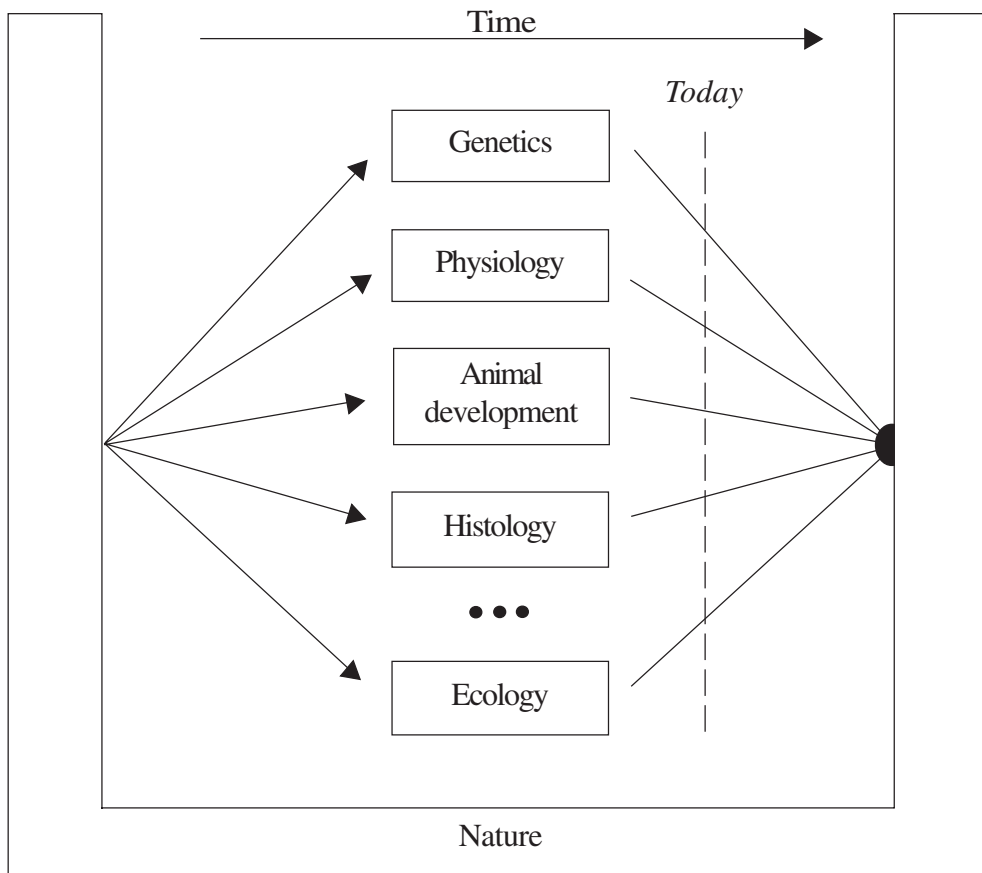 Time
Today
Genetics
Physiology
Animal
development
Histology
Ecology
Nature